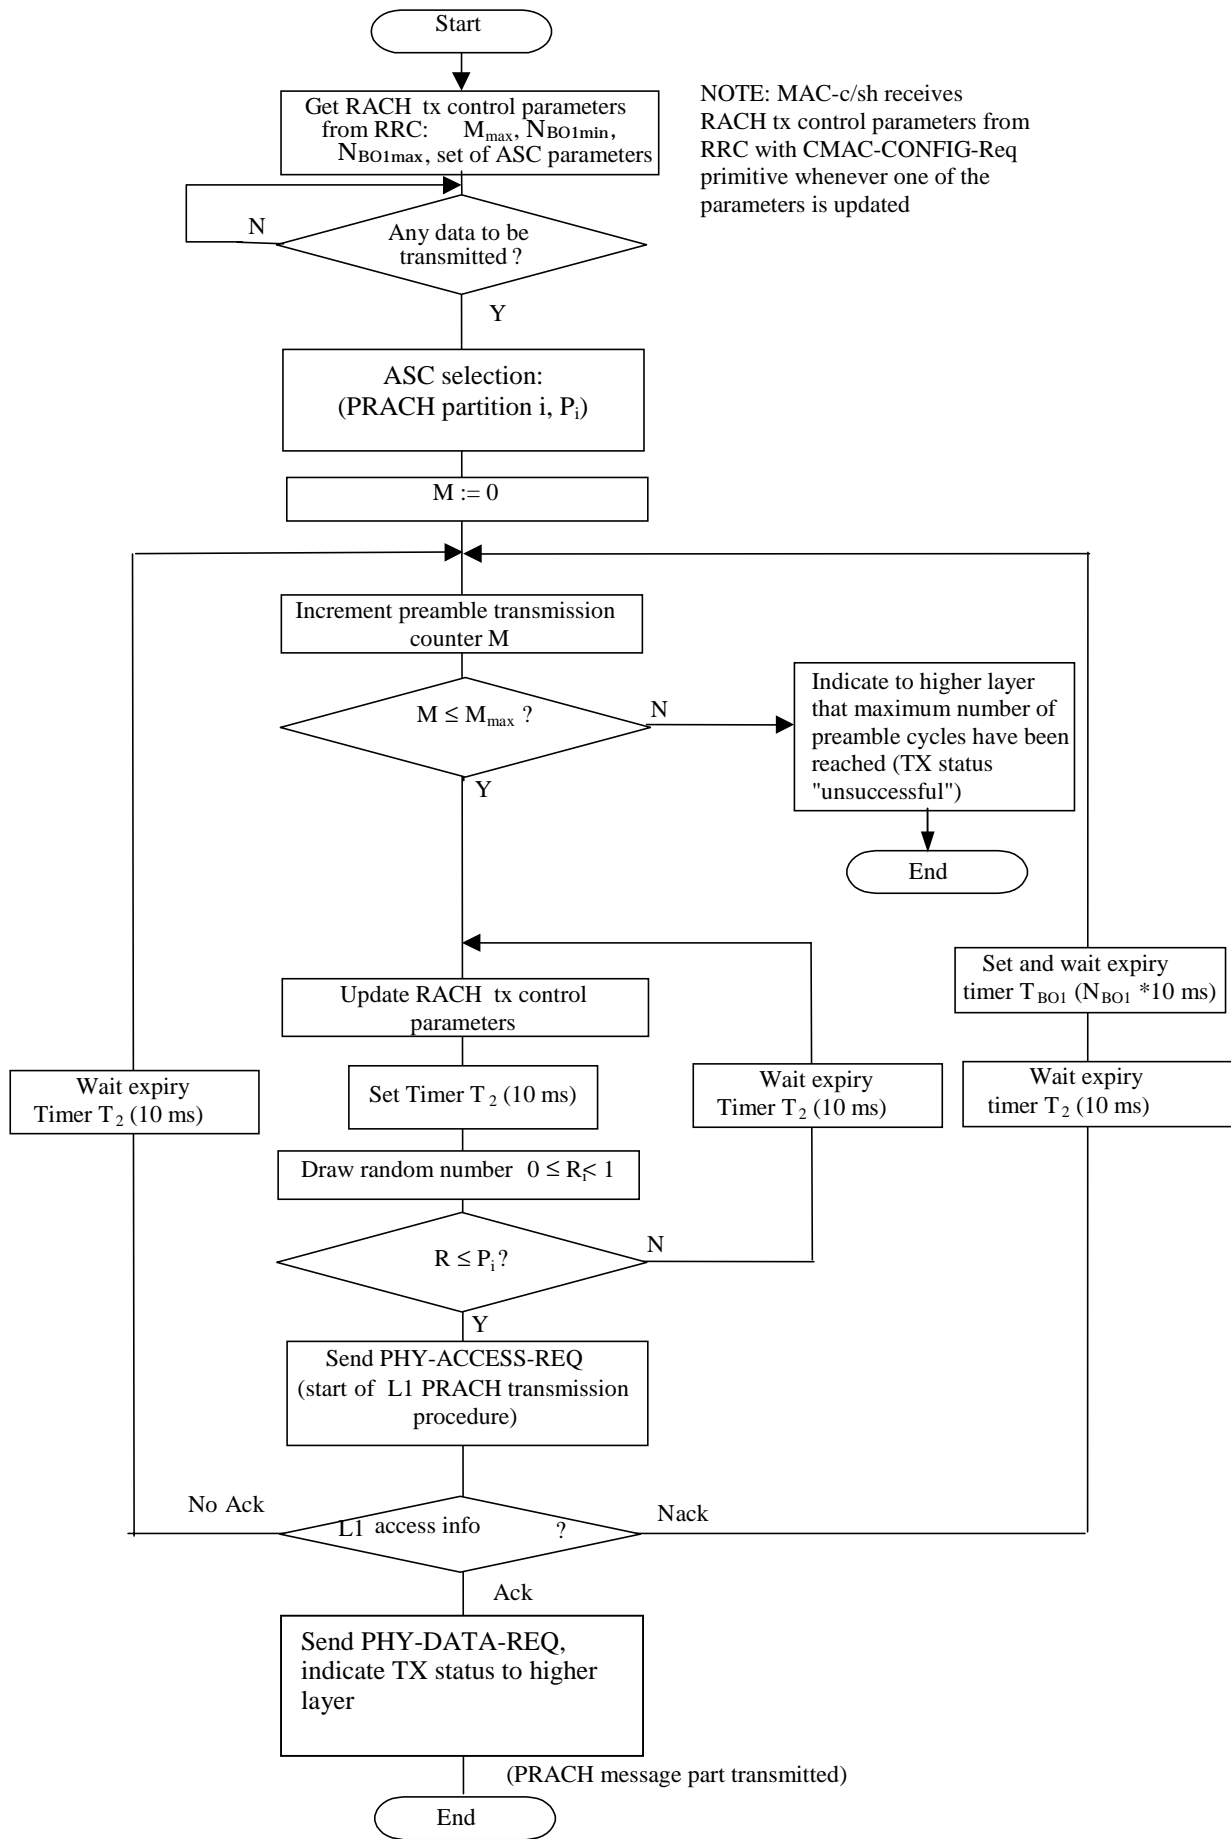 Start
Get RACH tx control parameters
from RRC: Mmax, NBO1min,
NBO1max, set of ASC parameters
NOTE: MAC-c/sh receives
RACH tx control parameters from
RRC with CMAC-CONFIG-Req
primitive whenever one of the
parameters is updated
N
Any data to be
transmitted ?
Y
ASC selection:
(PRACH partition i, Pi)
M := 0
Increment preamble transmission
counter M
M ≤ Mmax ?
N
Indicate to higher layer
that maximum number of
preamble cycles have been
reached (TX status
"unsuccessful")
Y
End
Update RACH tx control
parameters
Set and wait expiry
timer TBO1 (NBO1 *10 ms)
Wait expiry
Timer T2 (10 ms)
Set Timer T2 (10 ms)
Wait expiry
Timer T2 (10 ms)
Wait expiry
timer T2 (10 ms)
Draw random number 0 ≤ Ri< 1
R ≤ Pi?
N
Y
Send PHY-ACCESS-REQ
(start of L1 PRACH transmission
procedure)
No Ack
L1 access info ?
Nack
Ack
Send PHY-DATA-REQ,
indicate TX status to higher
layer
(PRACH message part transmitted)
End